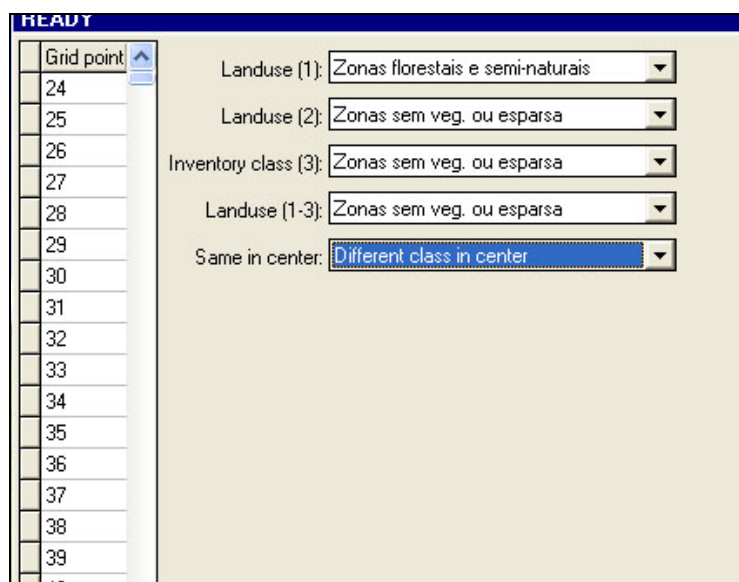 READY
Grid point
24
25
26
27
28
29
30
31
32
33
34
35
36
37
38
39
Landuse (1): Zonas florestais e semi-naturais
Landuse (2): Zonas sem veg. ou esparsa
Inventory class (3): Zonas sem veg. ou esparsa
Landuse (1-3): Zonas sem veg. ou esparsa
Same in center: Different class in center